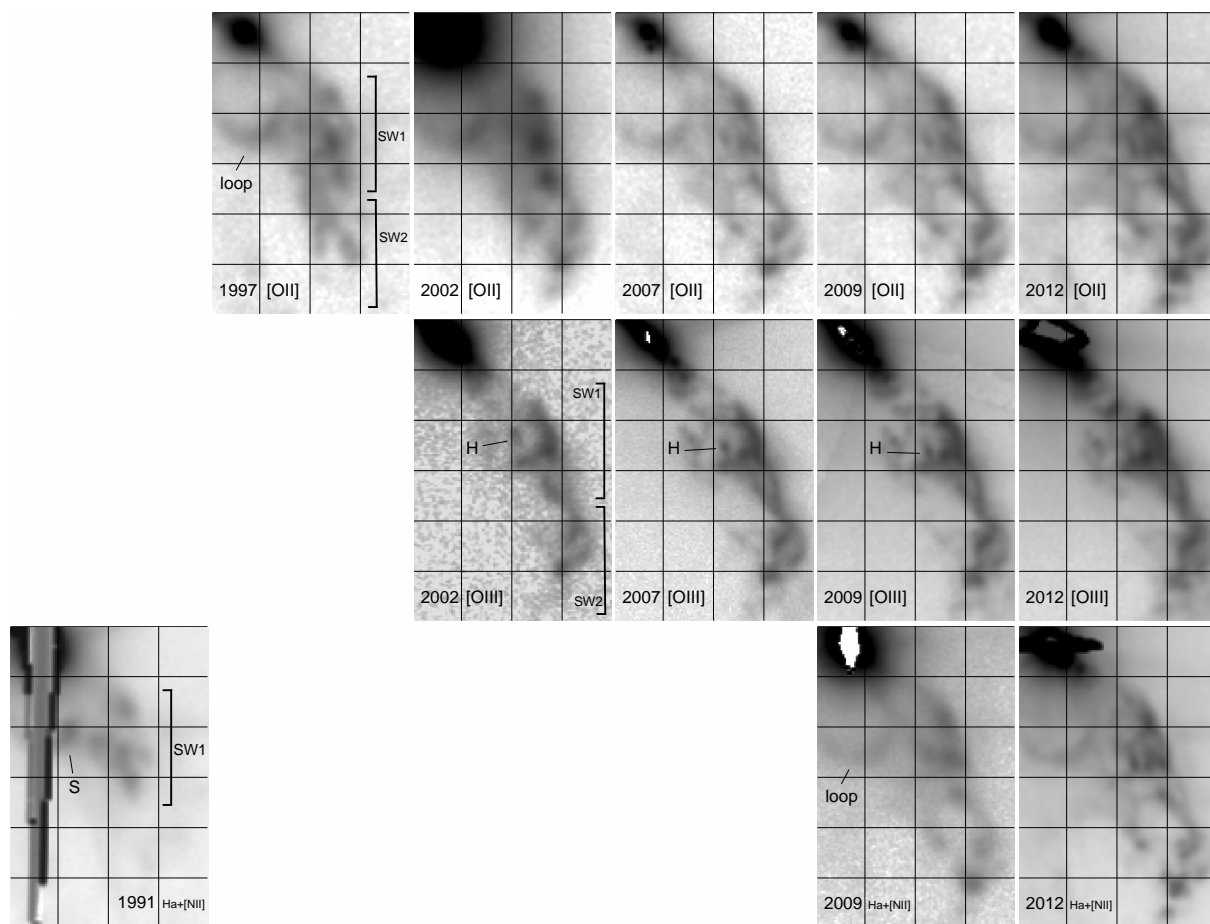 SW1
loop
SW2
1997 [OII]
2002 [OII]
2007 [OII]
2009 [OII]
2012 [OII]
SW1
H
H
H
SW2
2002 [OIII]
2007 [OIII]
2009 [OIII]
2012 [OIII]
SW1
S
loop
1991 Ha+[NII]
2009 Ha+[NII]
2012 Ha+[NII]